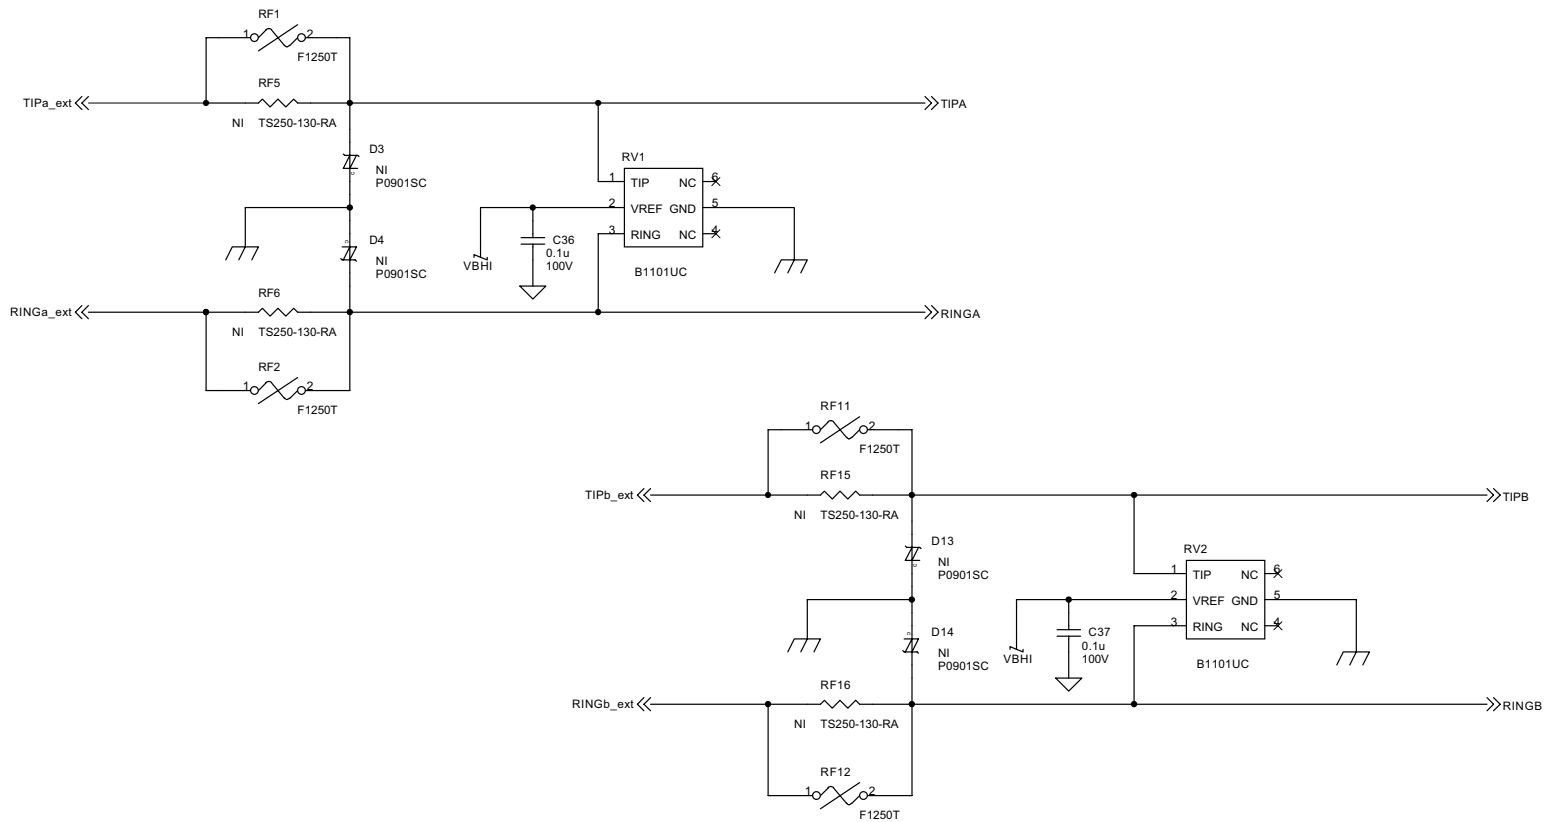 RF1
1 2
F1250T
RF5
TIPa_ext
TIPA
NI TS250-130-RA
D3
NI
P0901SC
RV1
1 TIP NC 6
2 VREF GND 5
3 RING NC 4
B1101UC
C36
0.1u
100V
VBHI
D4
NI
P0901SC
RF6
RINGa_ext
RINGA
NI TS250-130-RA
RF2
1 2
F1250T
RF11
1 2
F1250T
RF15
TIPb_ext
TIPB
NI TS250-130-RA
D13
NI
P0901SC
RV2
1 TIP NC 6
2 VREF GND 5
3 RING NC 4
B1101UC
C37
0.1u
100V
VBHI
D14
NI
P0901SC
RF16
RINGb_ext
RINGB
NI TS250-130-RA
RF12
1 2
F1250T